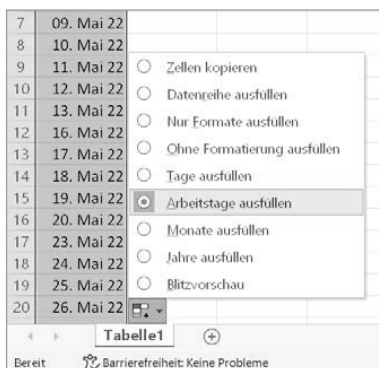 7 09. Mai 22
8 10. Mai 22
9 11. Mai 22 Zellen kopieren
10 12. Mai 22 Datenreihe ausfüllen
11 13. Mai 22 Nur Formate ausfüllen
12 16. Mai 22
13 17. Mai 22 Ohne Formatierung ausfüllen
14 18. Mai 22 Tage ausfüllen
15 19. Mai 22 Arbeitstage ausfüllen
16 20. Mai 22 Monate ausfüllen
17 23. Mai 22
18 24. Mai 22 Jahre ausfüllen
19 25. Mai 22 Blitzvorschau
20 26. Mai 22
Tabelle1
Bereit Barrierefreiheit: Keine Probleme